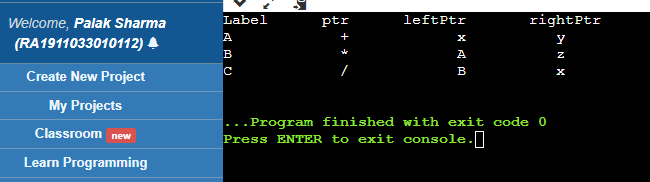 Welcome, Palak Sharma
(RA1911033010112)
Create New Project
My Projects
Classroom new
Learn Programming
Label ptr leftPtr rightPtr
A + x y
B * A z
C / B x
...Program finished with exit code 0
Press ENTER to exit console.